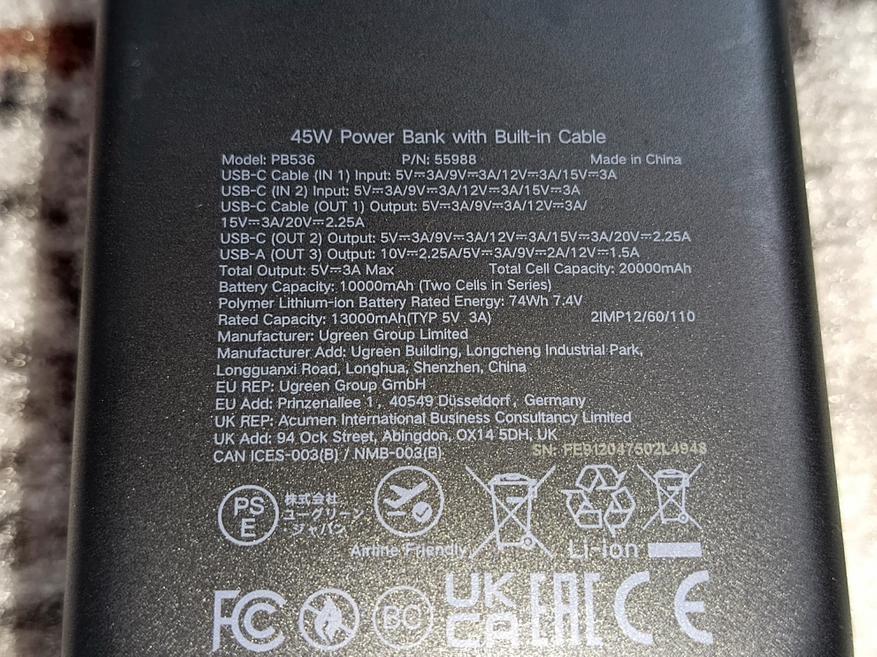 45W Power Bank with Built-in Cable
Model: PB536 P/N: 55988 Made in China
USB-C Cable (IN 1) Input: 5V⎓3A/9V⎓3A/12V⎓3A/15V⎓3A
USB-C (IN 2) Input: 5V⎓3A/9V⎓3A/12V⎓3A/15V⎓3A
USB-C Cable (OUT 1) Output: 5V⎓3A/9V⎓3A/12V⎓3A/
15V⎓3A/20V⎓2.25A
USB-C (OUT 2) Output: 5V⎓3A/9V⎓3A/12V⎓3A/15V⎓3A/20V⎓2.25A
USB-A (OUT 3) Output: 10V⎓2.25A/5V⎓3A/9V⎓2A/12V⎓1.5A
Total Output: 5V⎓3A Max Total Cell Capacity: 20000mAh
Battery Capacity: 10000mAh (Two Cells in Series)
Polymer Lithium-ion Battery Rated Energy: 74Wh 7.4V
Rated Capacity: 13000mAh(TYP 5V 3A) 2IMP12/60/110
Manufacturer: Ugreen Group Limited
Manufacturer Add: Ugreen Building, Longcheng Industrial Park,
Longguanxi Road, Longhua, Shenzhen, China
EU REP: Ugreen Group GmbH
EU Add: Prinzenallee 1, 40549 Düsseldorf, Germany
UK REP: Acumen International Business Consultancy Limited
UK Add: 94 Ock Street, Abingdon, OX14 5DH, UK
CAN ICES-003(B) / NMB-003(B)
SN: PE912047502L4948
PS
E
株式会社
ユーグリーン
・ジャパン
Airline Friendly
Li-ion
FC
BC
UK
CA
EAC
CE